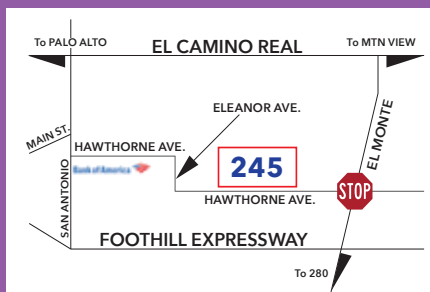 To PALO ALTO
EL CAMINO REAL
To MTN VIEW
ELEANOR AVE.
MAIN ST.
HAWTHORNE AVE.
EL MONTE
Bank of America
245
SAN ANTONIO
STOP
HAWTHORNE AVE.
FOOTHILL EXPRESSWAY
To 280